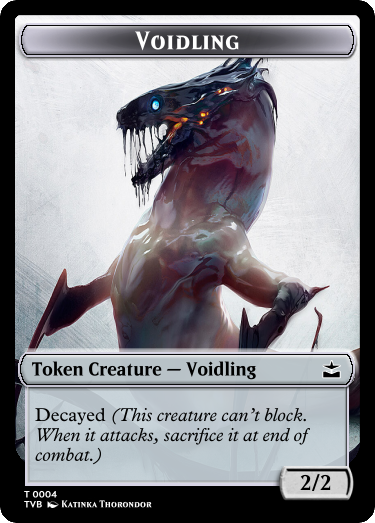 Voidling
Token Creature — Voidling
Decayed (This creature can't block.
When it attacks, sacrifice it at end of
combat.)
2/2
T 0004
TVB Katinka Thorondor